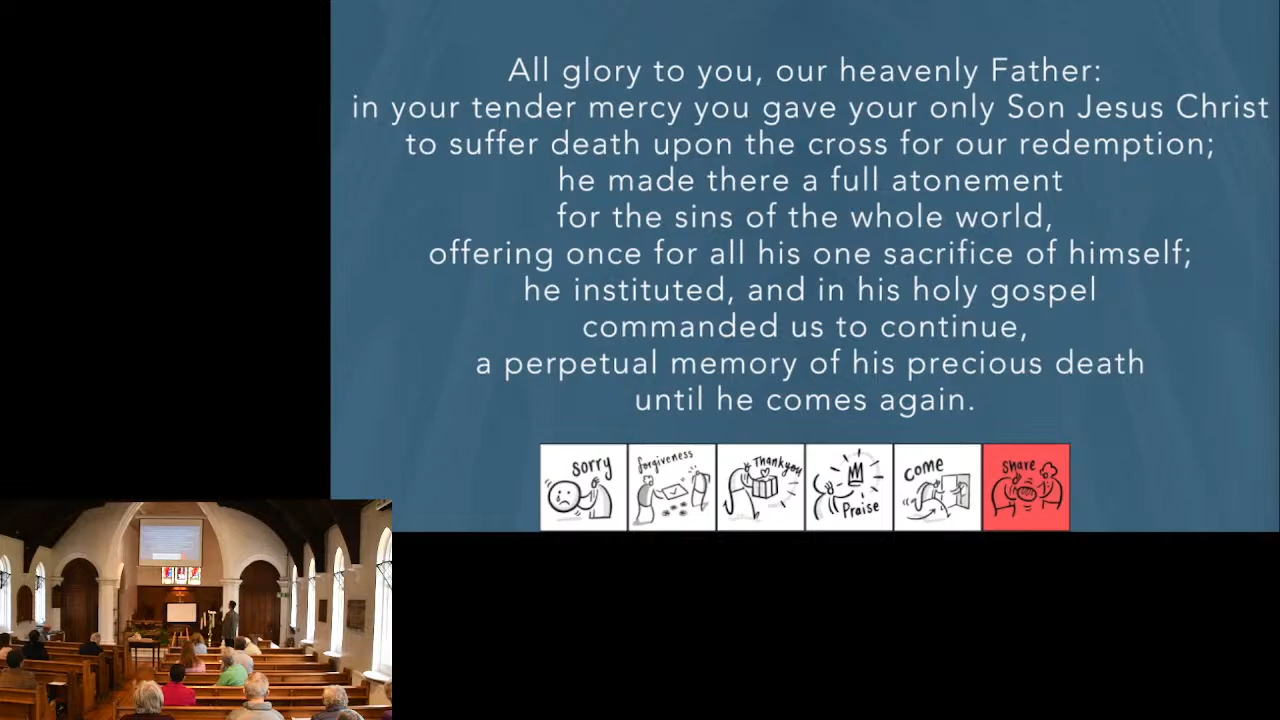 All glory to you, our heavenly Father:
in your tender mercy you gave your only Son Jesus Christ
to suffer death upon the cross for our redemption;
he made there a full atonement
for the sins of the whole world,
offering once for all his one sacrifice of himself;
he instituted, and in his holy gospel
commanded us to continue,
a perpetual memory of his precious death
until he comes again.
sorry
forgiveness
Thankyou
Praise
come
share